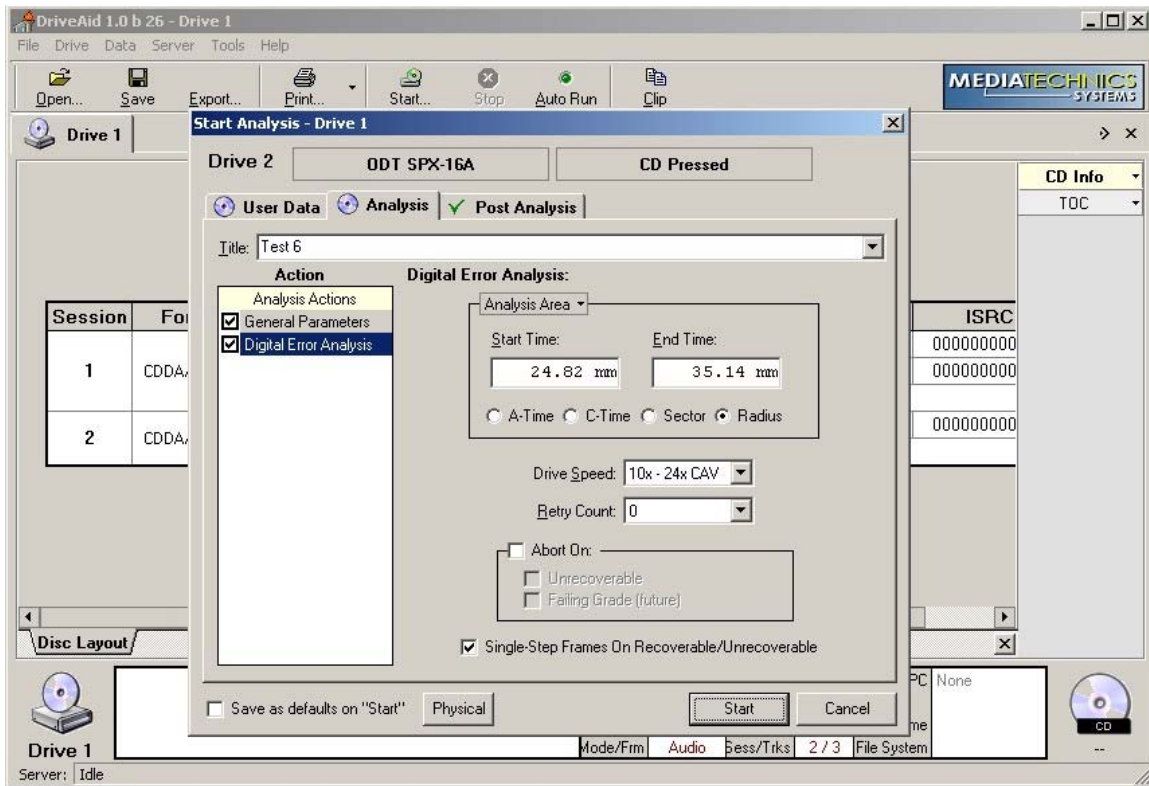 DriveAid 1.0 b 26 - Drive 1
File Drive Data Server Tools Help
Open... Save Export... Print... Start... Stop Auto Run Clip
MEDIATECHNICS
SYSTEMS
Drive 1
CD Info
TOC
Start Analysis - Drive 1
Drive 2 ODT SPX-16A CD Pressed
User Data Analysis Post Analysis
Title: Test 6
Action
Analysis Actions
General Parameters
Digital Error Analysis
Digital Error Analysis:
Analysis Area
Start Time: End Time:
24.82 mm 35.14 mm
A-Time C-Time Sector Radius
Drive Speed: 10x - 24x CAV
Retry Count: 0
Abort On:
Unrecoverable
Failing Grade (future)
Single-Step Frames On Recoverable/Unrecoverable
Save as defaults on "Start" Physical Start Cancel
Session Fo ISRC
000000000
1 CDDA/ 000000000
2 CDDA/ 000000000
Disc Layout
PC None
me
Mode/Frm Audio Sess/Trks 2 / 3 File System
Drive 1
CD
--
Server: Idle